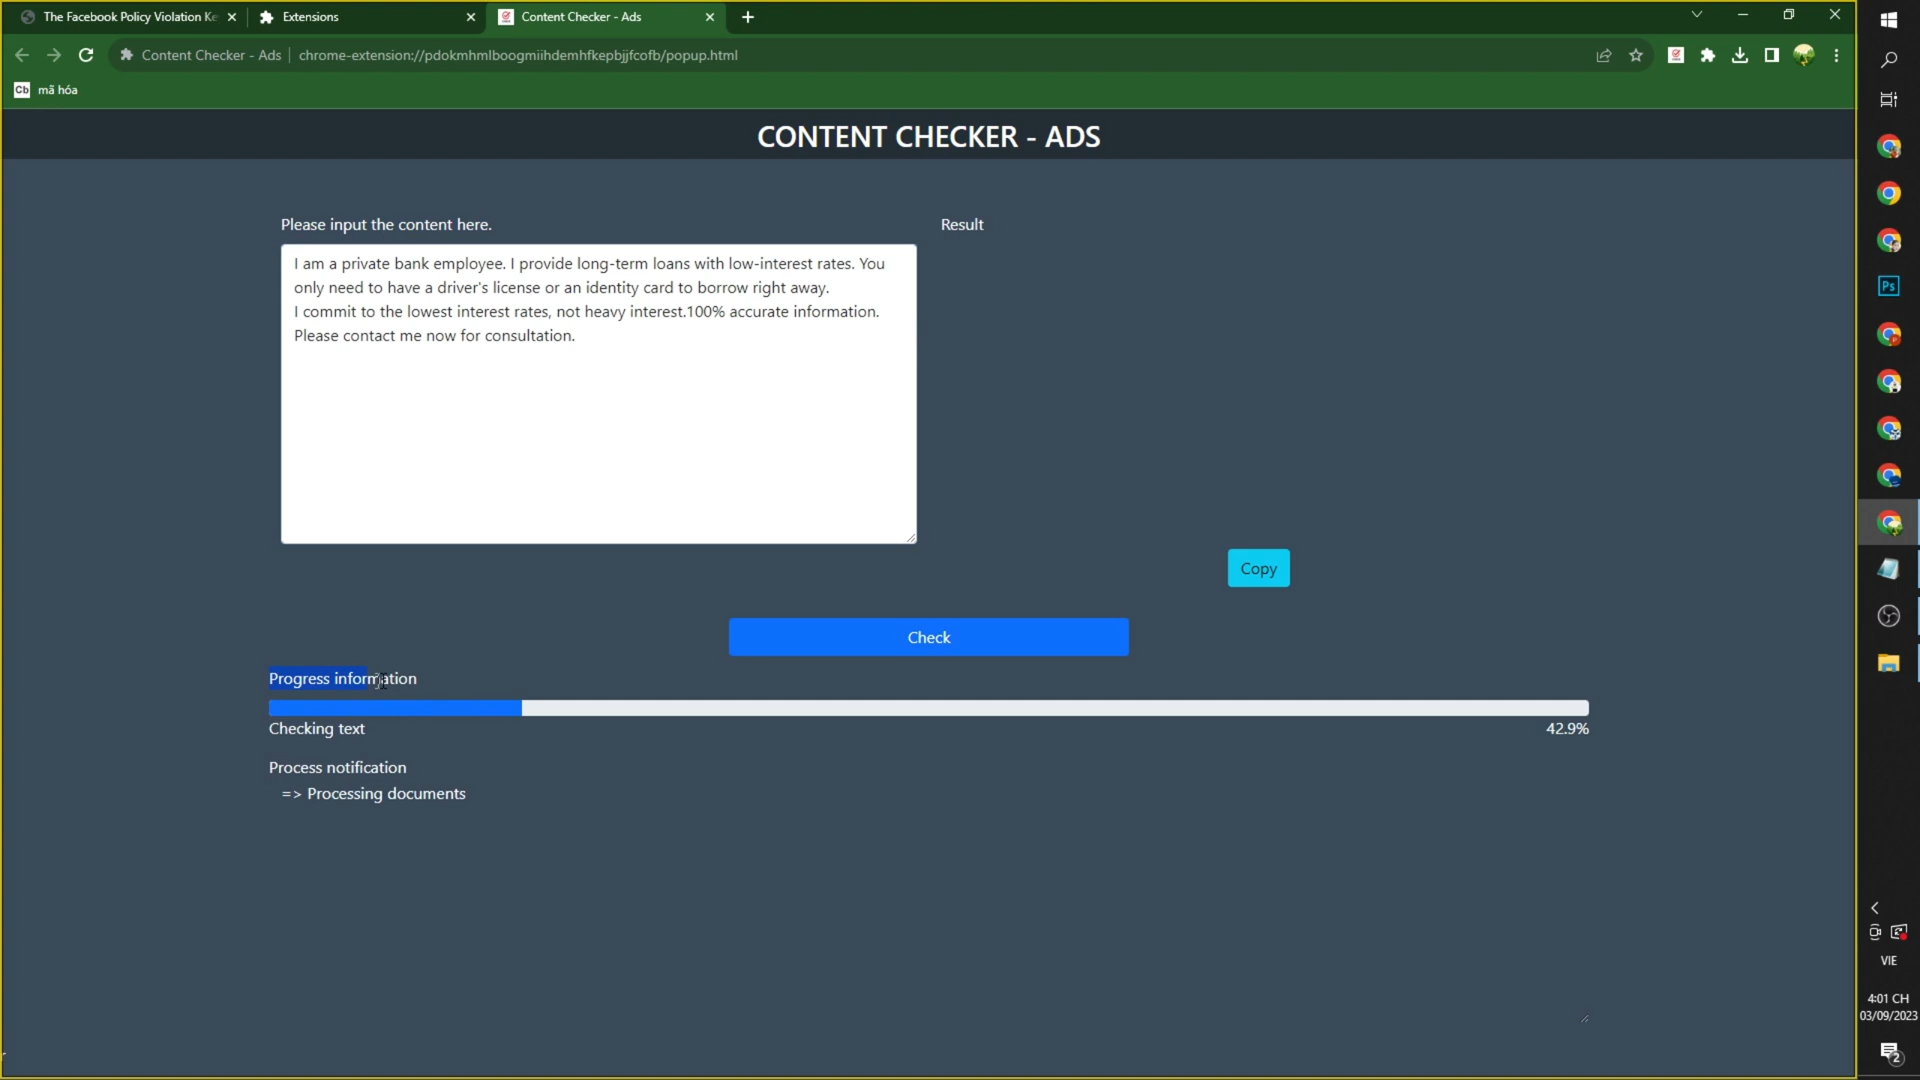 The Facebook Policy Violation Ke
Extensions
Content Checker - Ads
Content Checker - Ads
chrome-extension://pdokmhmlboogmiihdemhfkepbjjfcofb/popup.html
Cb mã hóa
CONTENT CHECKER - ADS
Please input the content here.
Result
I am a private bank employee. I provide long-term loans with low-interest rates. You
only need to have a driver's license or an identity card to borrow right away.
I commit to the lowest interest rates, not heavy interest.100% accurate information.
Please contact me now for consultation.
Copy
Check
Progress information
Checking text
42.9%
Process notification
=> Processing documents
Ps
VIE
4:01 CH
03/09/2023
2